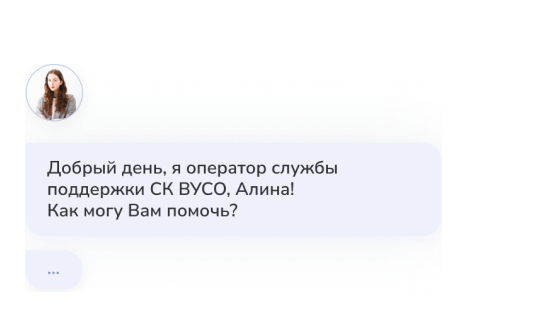 Добрый день, я оператор службы
поддержки СК ВУСО, Алина!
Как могу Вам помочь?
...